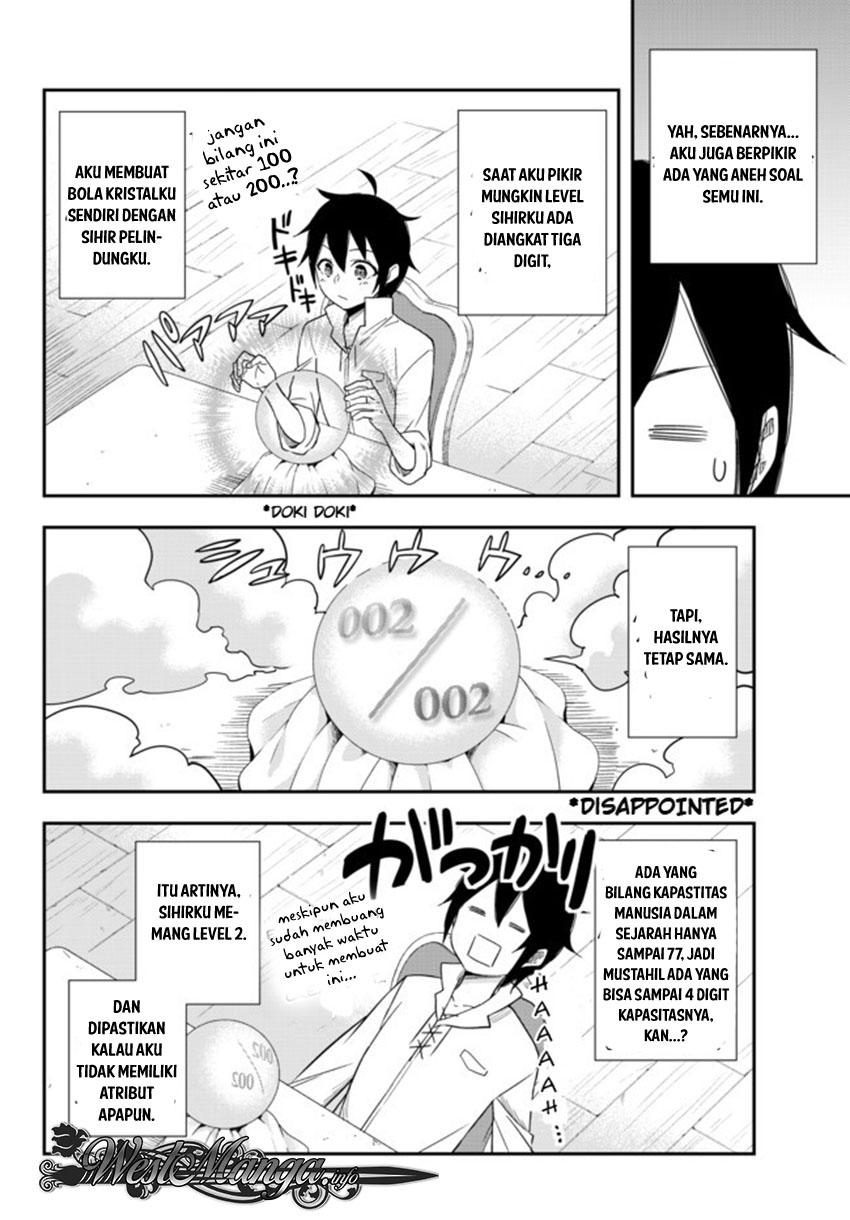 YAH, SEBENARNYA...
AKU JUGA BERPIKIR
ADA YANG ANEH SOAL
SEMU INI.
SAAT AKU PIKIR
MUNGKIN LEVEL
SIHIRKU ADA
DIANGKAT TIGA
DIGIT,
jangan
bilang ini
sekitar 100
atau 200..?
AKU MEMBUAT
BOLA KRISTALKU
SENDIRI DENGAN
SIHIR PELIN-
DUNGKU.
ドキドキ
パアアアア
*DOKI DOKI*
TAPI,
HASILNYA
TETAP SAMA.
シュウウウ...
002
002
*DISAPPOINTED*
がっかり
ADA YANG
BILANG KAPASTITAS
MANUSIA DALAM
SEJARAH HANYA
SAMPAI 77, JADI
MUSTAHIL ADA YANG
BISA SAMPAI 4 DIGIT
KAPASITASNYA,
KAN...?
meskipun aku
sudah membuang
banyak waktu
untuk membuat
ini...
HAAAAH...
ITU ARTINYA,
SIHIRKU ME-
MANG LEVEL 2.
DAN
DIPASTIKAN
KALAU AKU
TIDAK MEMILIKI
ATRIBUT
APAPUN.
002
002
WestManga.info